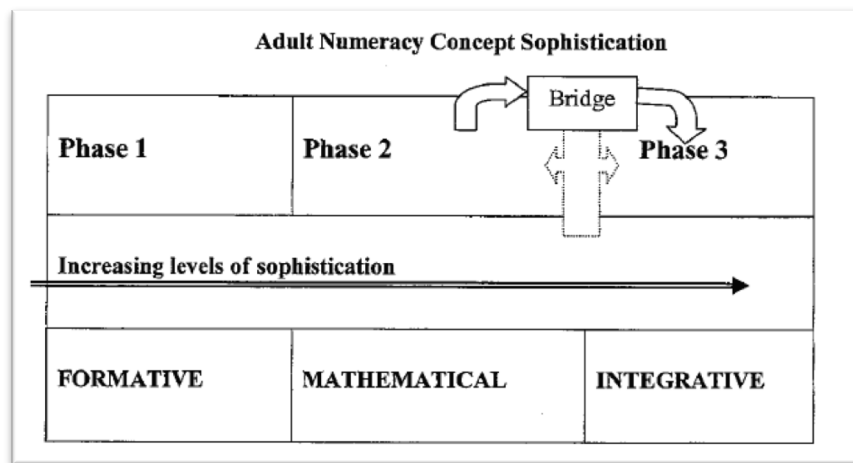 Adult Numeracy Concept Sophistication
Bridge
Phase 1
Phase 2
Phase 3
Increasing levels of sophistication
FORMATIVE
MATHEMATICAL
INTEGRATIVE